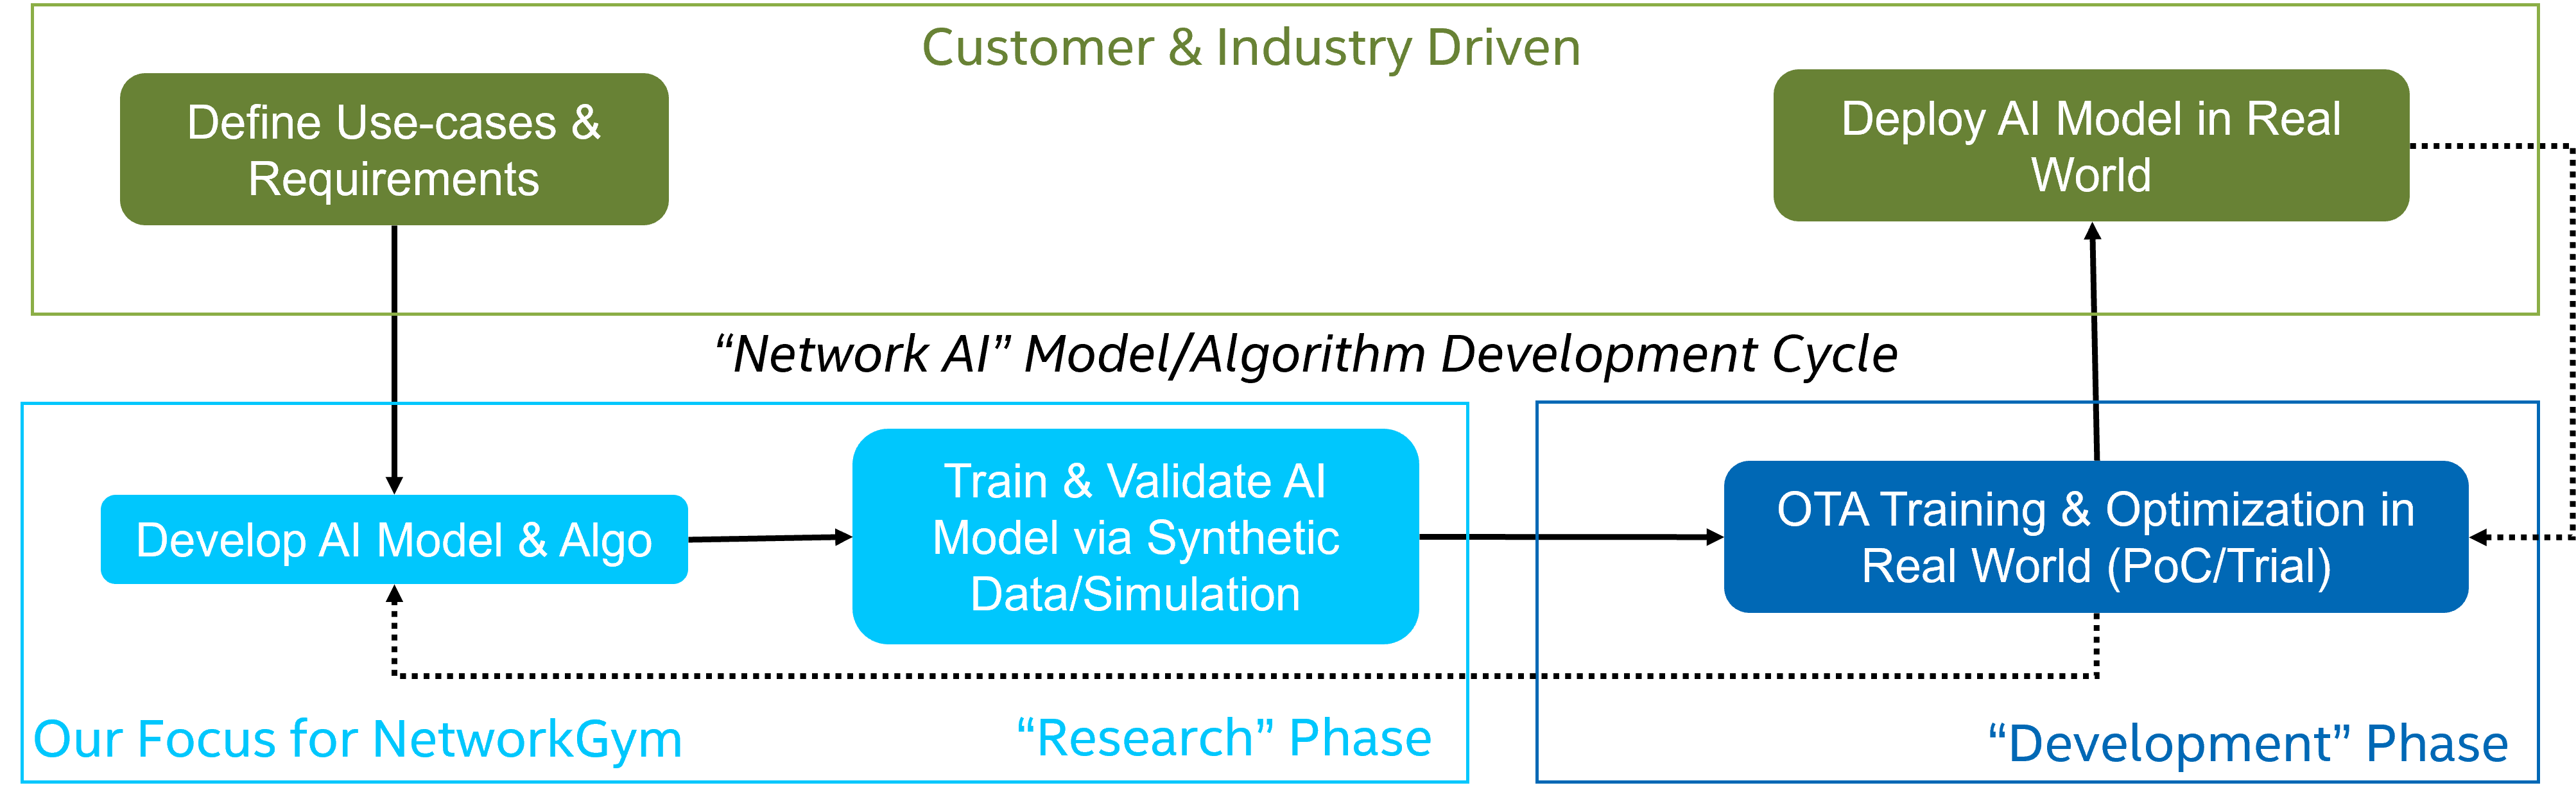 Customer & Industry Driven
Define Use-cases &
Requirements
Deploy AI Model in Real
World
“Network AI” Model/Algorithm Development Cycle
Develop AI Model & Algo
Train & Validate AI
Model via Synthetic
Data/Simulation
OTA Training & Optimization in
Real World (PoC/Trial)
Our Focus for NetworkGym
“Research” Phase
“Development” Phase